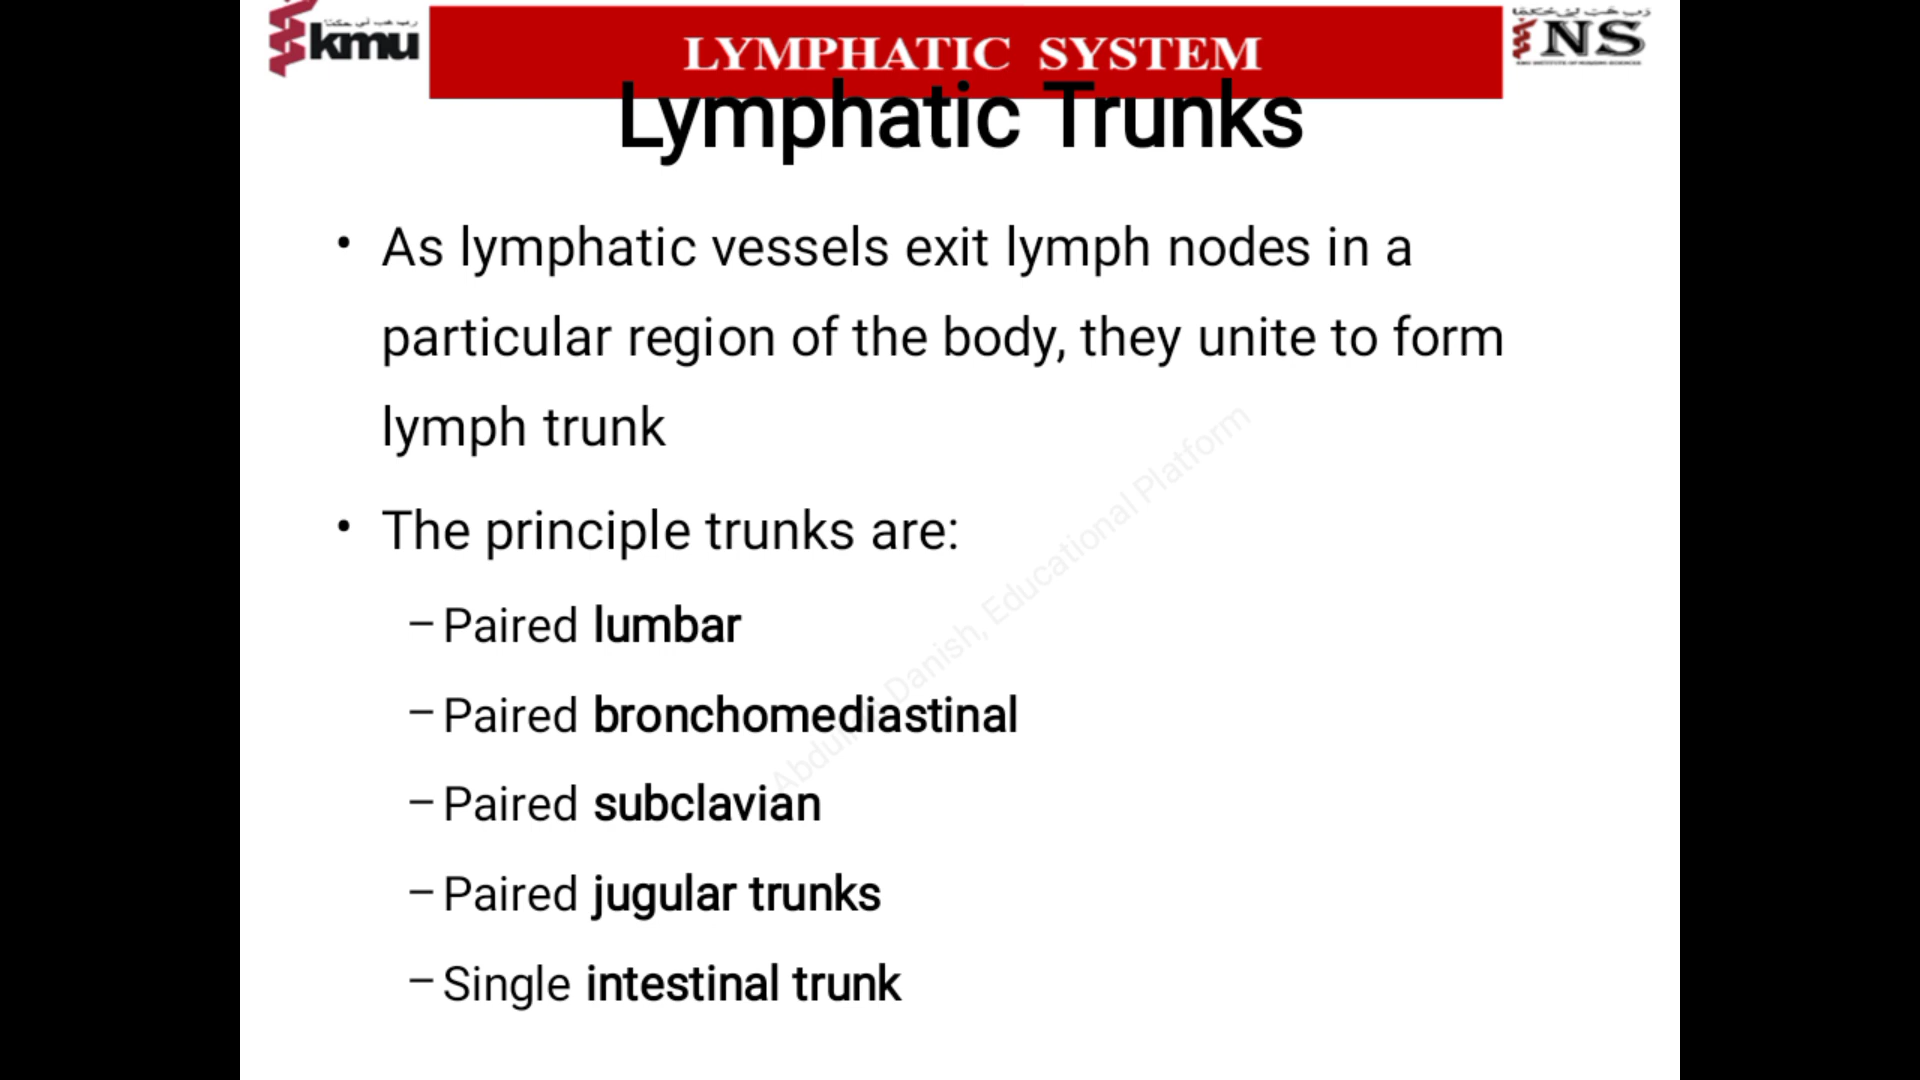 kmu
LYMPHATIC SYSTEM
iNS
Lymphatic Trunks
• As lymphatic vessels exit lymph nodes in a
particular region of the body, they unite to form
lymph trunk
• The principle trunks are:
– Paired lumbar
– Paired bronchomediastinal
– Paired subclavian
– Paired jugular trunks
– Single intestinal trunk
Danish, Educational Platform